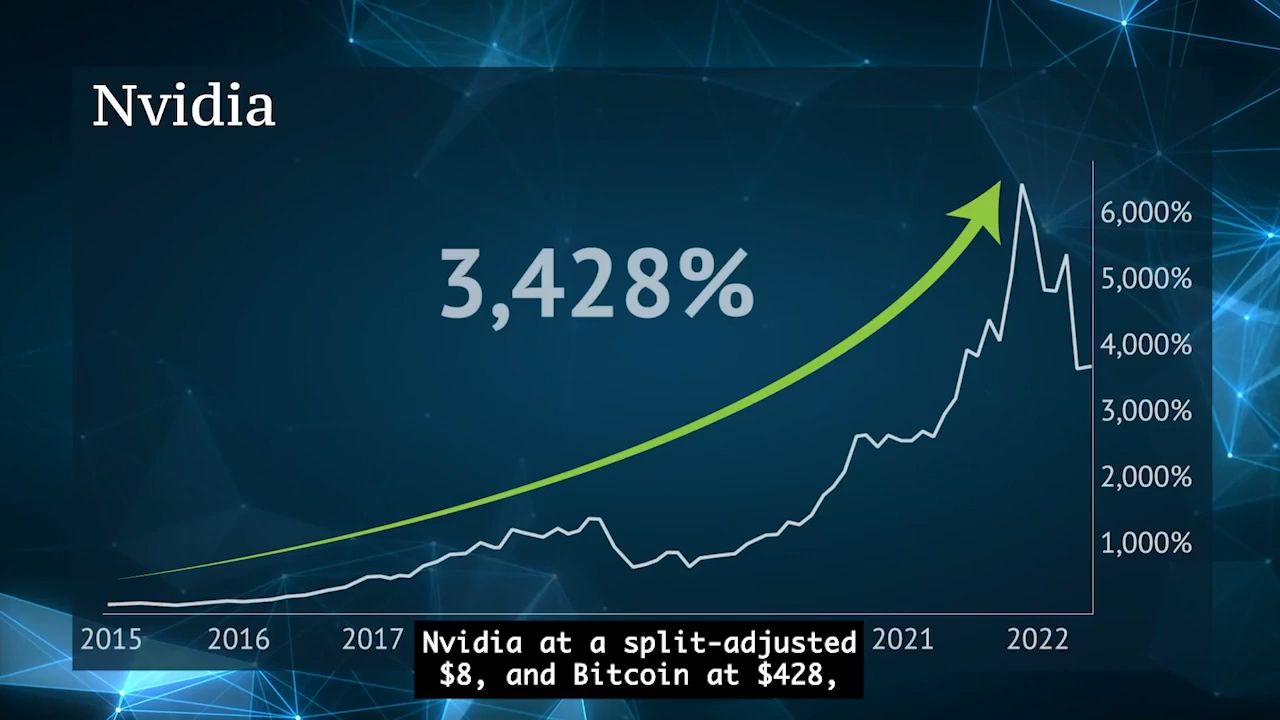 Nvidia
3,428%
6,000%
5,000%
4,000%
3,000%
2,000%
1,000%
2015 2016 2017 2021 2022
Nvidia at a split-adjusted
$8, and Bitcoin at $428,